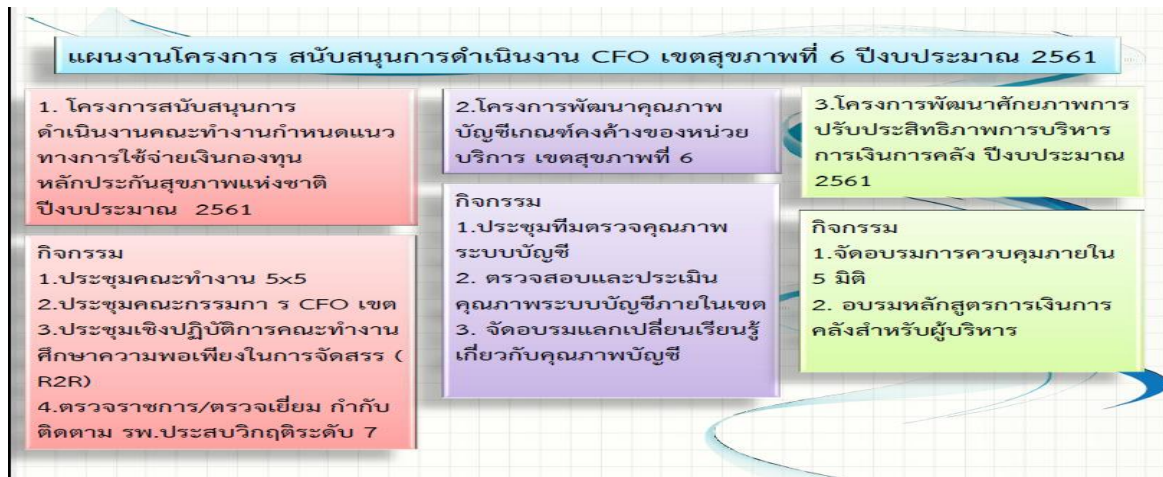 แผนงานโครงการ สนับสนุนการดำเนินงาน CFO เขตสุขภาพที่ 6 ปีงบประมาณ 2561
1. โครงการสนับสนุนการ
ดำเนินงานคณะทำงานกำหนดแนว
ทางการใช้จ่ายเงินกองทุน
หลักประกันสุขภาพแห่งชาติ
ปีงบประมาณ 2561
กิจกรรม
1.ประชุมคณะทำงาน 5x5
2.ประชุมคณะกรรมกา ร CFO เขต
3.ประชุมเชิงปฏิบัติการคณะทำงาน
ศึกษาความพอเพียงในการจัดสรร (
R2R)
4.ตรวจราชการ/ตรวจเยี่ยม กำกับ
ติดตาม รพ.ประสบวิกฤติระดับ 7
2.โครงการพัฒนาคุณภาพ
บัญชีเกณฑ์คงค้างของหน่วย
บริการ เขตสุขภาพที่ 6
กิจกรรม
1.ประชุมทีมตรวจคุณภาพ
ระบบบัญชี
2. ตรวจสอบและประเมิน
คุณภาพระบบบัญชีภายในเขต
3. จัดอบรมแลกเปลี่ยนเรียนรู้
เกี่ยวกับคุณภาพบัญชี
3.โครงการพัฒนาศักยภาพการ
ปรับประสิทธิภาพการบริหาร
การเงินการคลัง ปีงบประมาณ
2561
กิจกรรม
1.จัดอบรมการควบคุมภายใน
5 มิติ
2. อบรมหลักสูตรการเงินการ
คลังสำหรับผู้บริหาร